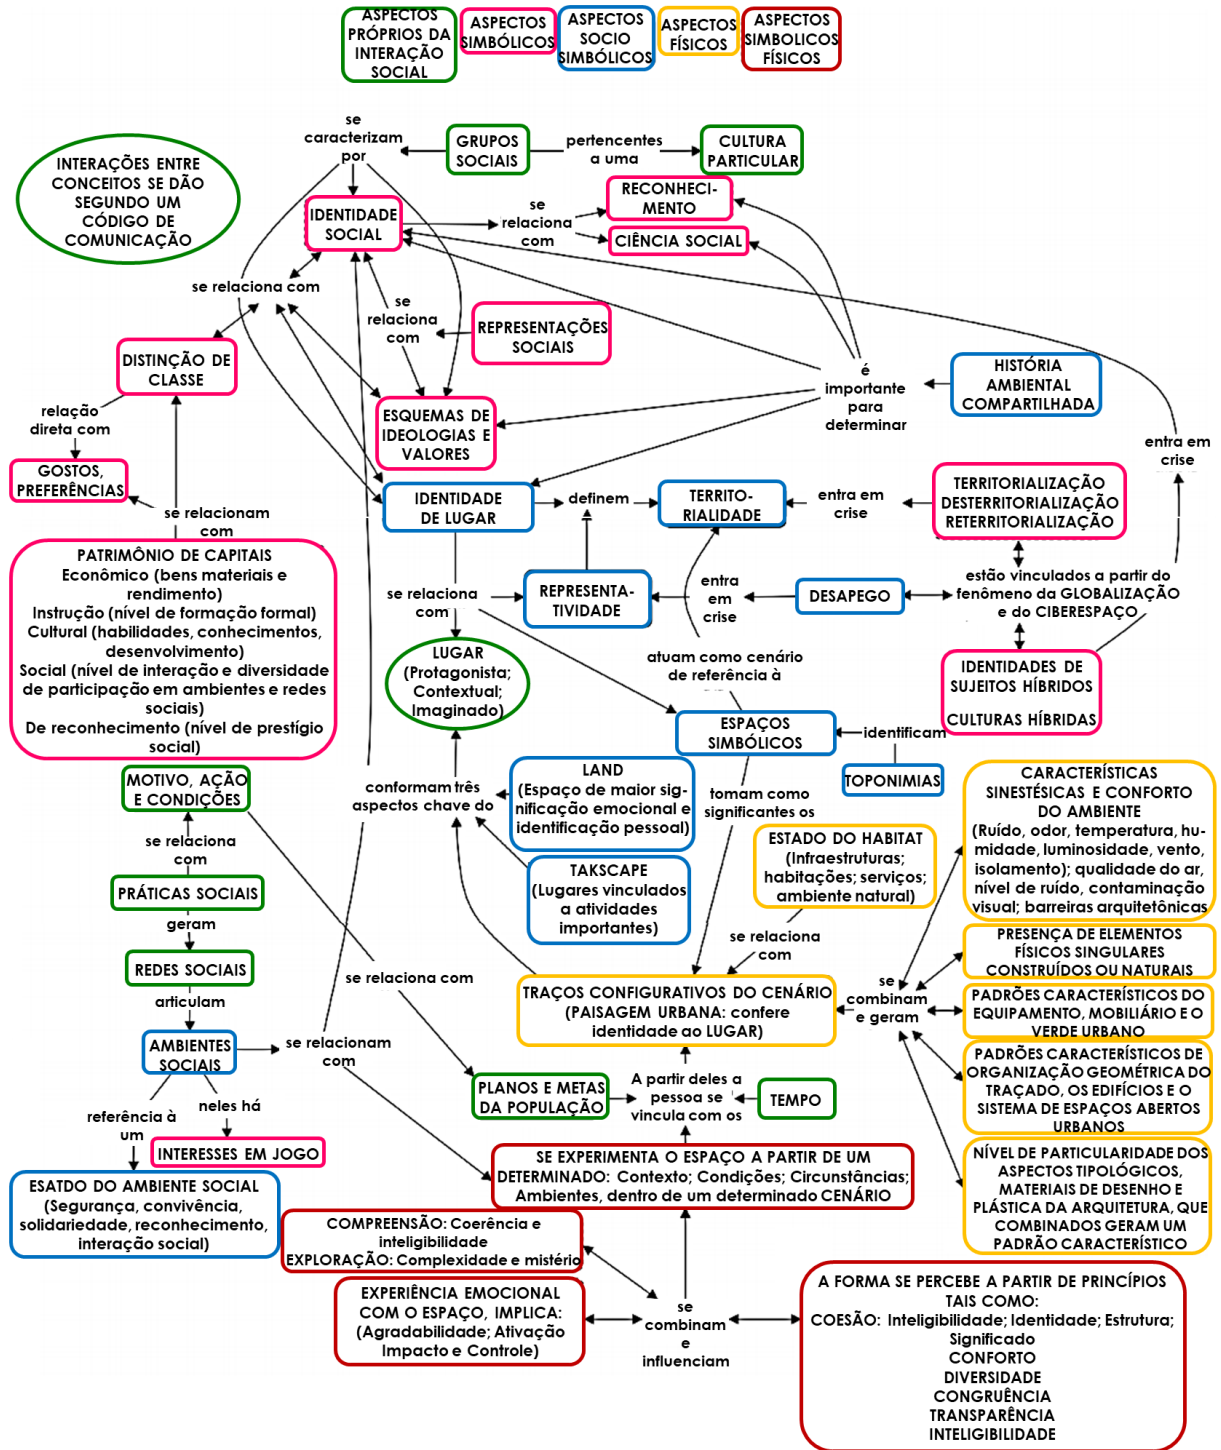 ASPECTOS
PRÓPRIOS DA
INTERAÇÃO
SOCIAL
ASPECTOS
SIMBÓLICOS
ASPECTOS
SOCIO
SIMBÓLICOS
ASPECTOS
FÍSICOS
ASPECTOS
SIMBOLICOS
FÍSICOS
INTERAÇÕES ENTRE
CONCEITOS SE DÃO
SEGUNDO UM
CÓDIGO DE
COMUNICAÇÃO
se
caracterizam
por
GRUPOS
SOCIAIS
pertencentes
a uma
CULTURA
PARTICULAR
IDENTIDADE
SOCIAL
se
relaciona
com
RECONHECI-
MENTO
CIÊNCIA SOCIAL
se relaciona com
se
relaciona
com
REPRESENTAÇÕES
SOCIAIS
DISTINÇÃO DE
CLASSE
relação
direta com
GOSTOS,
PREFERÊNCIAS
ESQUEMAS DE
IDEOLOGIAS E
VALORES
é
importante
para
determinar
HISTÓRIA
AMBIENTAL
COMPARTILHADA
entra em
crise
se relacionam
com
IDENTIDADE
DE LUGAR
definem
TERRITO-
RIALIDADE
entra em
crise
TERRITORIALIZAÇÃO
DESTERRITORIALIZAÇÃO
RETERRITORIALIZAÇÃO
PATRIMÔNIO DE CAPITAIS
Econômico (bens materiais e
rendimento)
Instrução (nível de formação formal)
Cultural (habilidades, conhecimentos,
desenvolvimento)
Social (nível de interação e diversidade
de participação em ambientes e redes
sociais)
De reconhecimento (nível de prestígio
social)
se relaciona
com
REPRESENTA-
TIVIDADE
entra
em
crise
DESAPEGO
estão vinculados a partir do
fenômeno da GLOBALIZAÇÃO
e do CIBERESPAÇO
LUGAR
(Protagonista;
Contextual;
Imaginado)
atuam como cenário
de referência à
IDENTIDADES DE
SUJEITOS HÍBRIDOS
CULTURAS HÍBRIDAS
ESPAÇOS
SIMBÓLICOS
identificam
TOPONIMIAS
MOTIVO, AÇÃO
E CONDIÇÕES
conformam três
aspectos chave do
LAND
(Espaço de maior sig-
nificação emocional e
identificação pessoal)
tomam como
significantes os
CARACTERÍSTICAS
SINESTÉSICAS E CONFORTO
DO AMBIENTE
(Ruído, odor, temperatura, hu-
midade, luminosidade, vento,
isolamento); qualidade do ar,
nível de ruído, contaminação
visual; barreiras arquitetônicas
ESTADO DO HABITAT
(Infraestruturas;
habitações; serviços;
ambiente natural)
se relaciona
com
TAKSCAPE
(Lugares vinculados
a atividades
importantes)
PRÁTICAS SOCIAIS
geram
REDES SOCIAIS
se relaciona com
se relaciona
com
PRESENÇA DE ELEMENTOS
FÍSICOS SINGULARES
CONSTRUÍDOS OU NATURAIS
articulam
TRAÇOS CONFIGURATIVOS DO CENÁRIO
(PAISAGEM URBANA: confere
identidade ao LUGAR)
se
combinam
e geram
PADRÕES CARACTERÍSTICOS DO
EQUIPAMENTO, MOBILIÁRIO E O
VERDE URBANO
AMBIENTES
SOCIAIS
se relacionam
com
PADRÕES CARACTERÍSTICOS DE
ORGANIZAÇÃO GEOMÉTRICA DO
TRAÇADO, OS EDIFÍCIOS E O
SISTEMA DE ESPAÇOS ABERTOS
URBANOS
PLANOS E METAS
DA POPULAÇÃO
A partir deles a
pessoa se
vincula com os
TEMPO
referência à
um
neles há
INTERESSES EM JOGO
SE EXPERIMENTA O ESPAÇO A PARTIR DE UM
DETERMINADO: Contexto; Condições; Circunstâncias;
Ambientes, dentro de um determinado CENÁRIO
NÍVEL DE PARTICULARIDADE DOS
ASPECTOS TIPOLÓGICOS,
MATERIAIS DE DESENHO E
PLÁSTICA DA ARQUITETURA, QUE
COMBINADOS GERAM UM
PADRÃO CARACTERÍSTICO
ESATDO DO AMBIENTE SOCIAL
(Segurança, convivência,
solidariedade, reconhecimento,
interação social)
COMPREENSÃO: Coerência e
inteligibilidade
EXPLORAÇÃO: Complexidade e mistério
EXPERIÊNCIA EMOCIONAL
COM O ESPAÇO, IMPLICA:
(Agradabilidade; Ativação
Impacto e Controle)
se
combinam
e
influenciam
A FORMA SE PERCEBE A PARTIR DE PRINCÍPIOS
TAIS COMO:
COESÃO: Inteligibilidade; Identidade; Estrutura;
Significado
CONFORTO
DIVERSIDADE
CONGRUÊNCIA
TRANSPARÊNCIA
INTELIGIBILIDADE